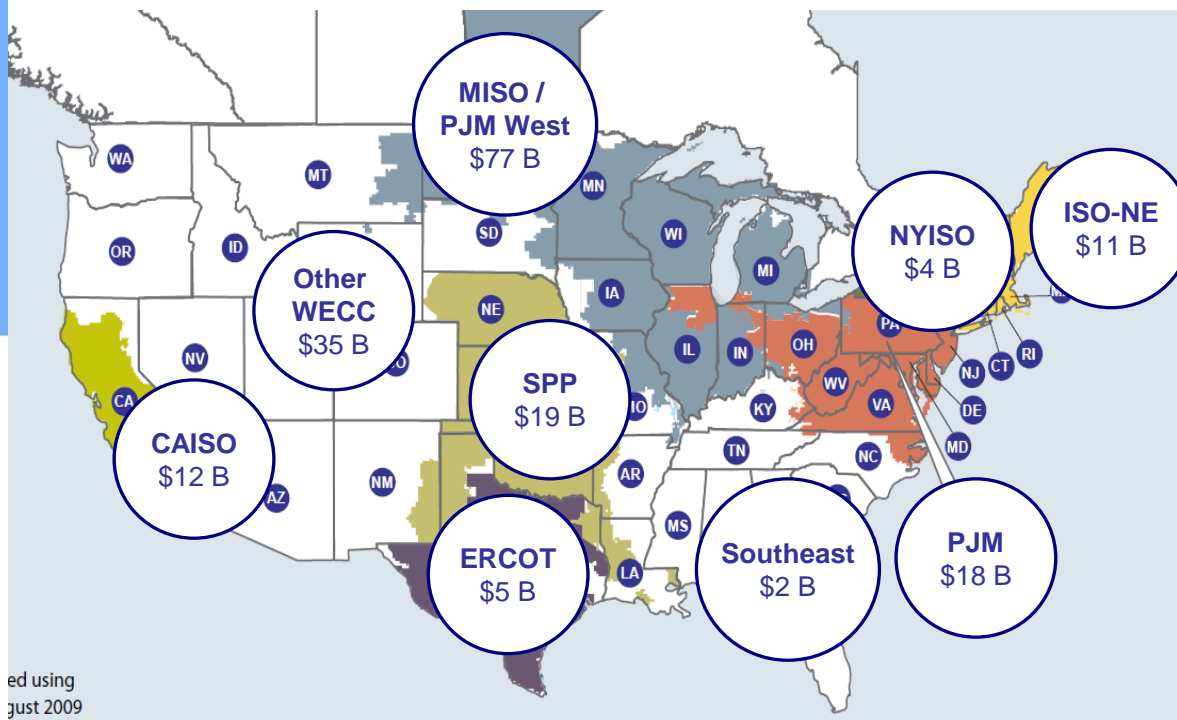 MISO /
PJM West
$77 B
WA
MT
MN
ISO-NE
$11 B
OR
ID
SD
WI
NYISO
$4 B
MI
Other
WECC
$35 B
NE
IA
PA
NV
IL
IN
OH
RI
CT
NJ
SPP
$19 B
WV
CA
KY
VA
DE
MD
CAISO
$12 B
TN
NC
NM
AR
AZ
MS
ERCOT
$5 B
Southeast
$2 B
PJM
$18 B
LA
ed using
gust 2009